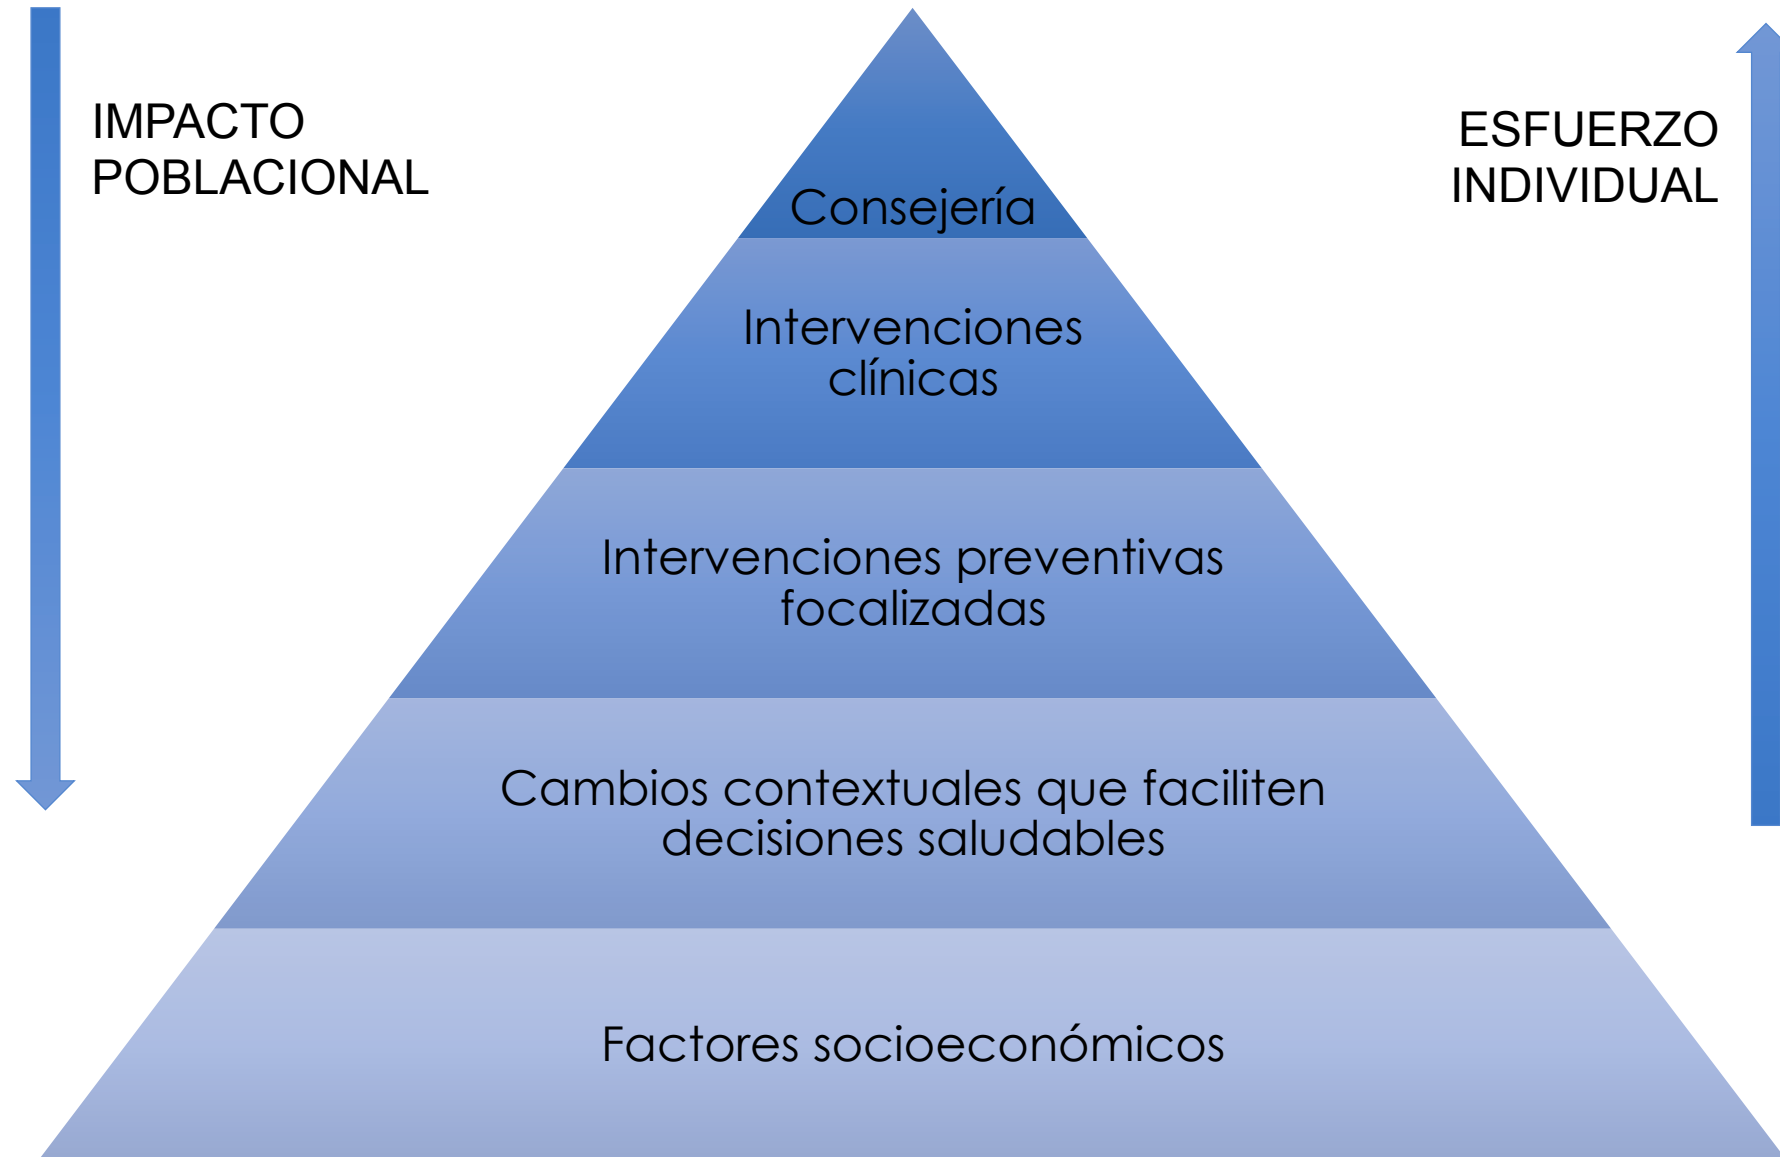 IMPACTO
POBLACIONAL
ESFUERZO
INDIVIDUAL
Consejería
Intervenciones
clínicas
Intervenciones preventivas
focalizadas
Cambios contextuales que faciliten
decisiones saludables
Factores socioeconómicos